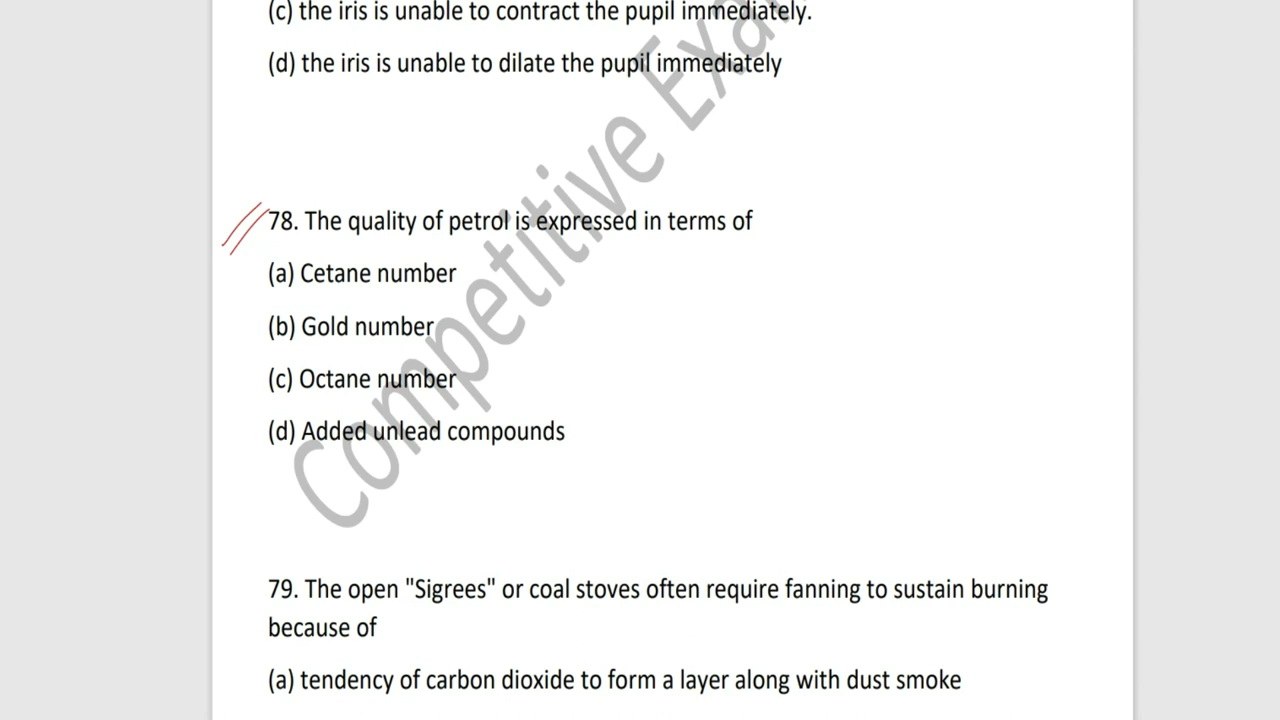 (c) the iris is unable to contract the pupil immediately.
(d) the iris is unable to dilate the pupil immediately
78. The quality of petrol is expressed in terms of
(a) Cetane number
(b) Gold number
(c) Octane number
(d) Added unlead compounds
79. The open "Sigrees" or coal stoves often require fanning to sustain burning
because of
(a) tendency of carbon dioxide to form a layer along with dust smoke
Competitive